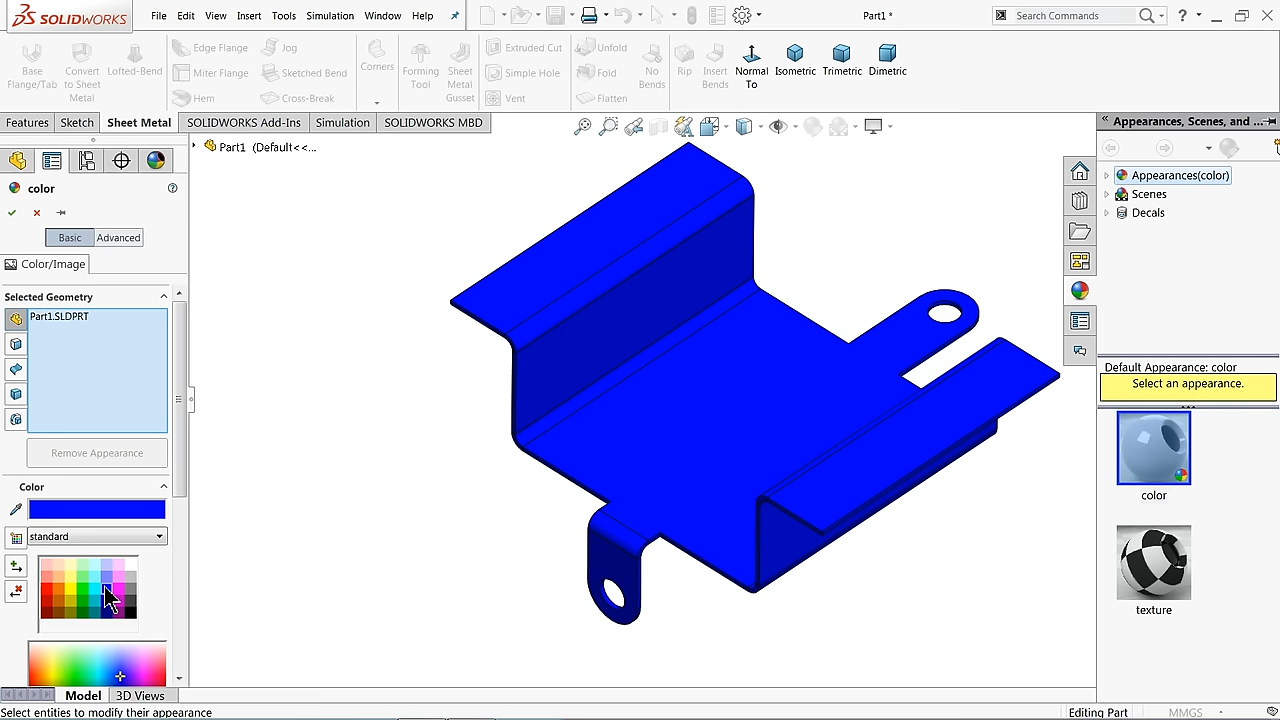 SOLIDWORKS
File Edit View Insert Tools Simulation Window Help
Part1 *
Search Commands
?
Base Flange/Tab
Convert to Sheet Metal
Lofted-Bend
Edge Flange
Miter Flange
Hem
Jog
Sketched Bend
Cross-Break
Corners
Forming Tool
Sheet Metal Gusset
Extruded Cut
Simple Hole
Vent
Unfold
Fold
Flatten
No Bends
Rip
Insert Bends
Normal To
Isometric
Trimetric
Dimetric
Features Sketch Sheet Metal SOLIDWORKS Add-Ins Simulation SOLIDWORKS MBD
Part1 (Default<<...
color
Basic Advanced
Color/Image
Selected Geometry
Part1.SLDPRT
Remove Appearance
Color
standard
Appearances, Scenes, and ...
Appearances(color)
Scenes
Decals
Default Appearance: color
Select an appearance.
color
texture
Model 3D Views
Select entities to modify their appearance
Editing Part
MMGS